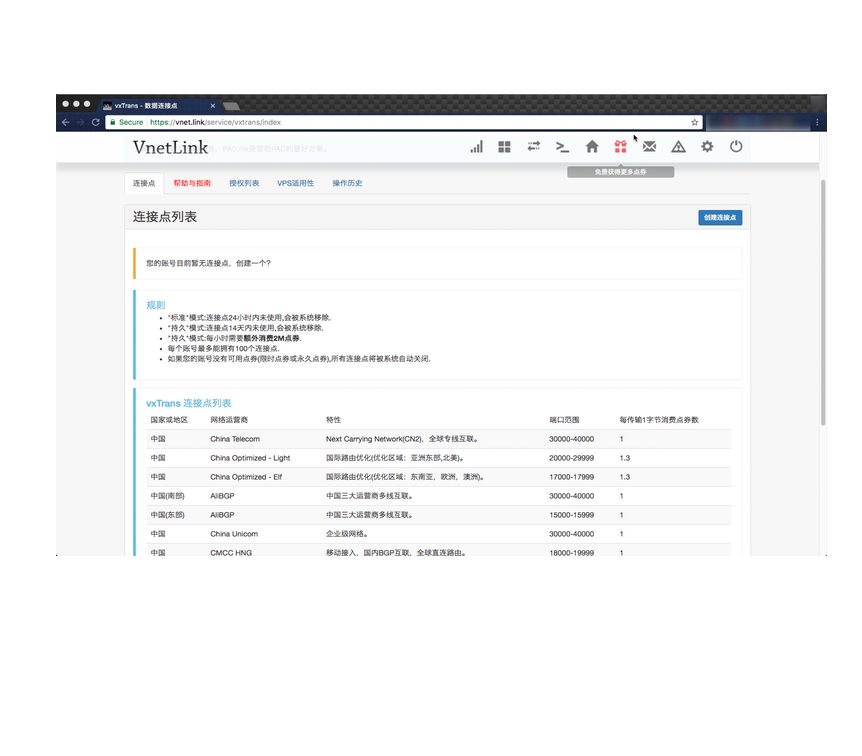 vxTrans - 数据连接点
Secure https://vnet.link/service/vxtrans/index
VnetLink
免费获得更多点券
连接点 帮助与指南 授权列表 VPS适用性 操作历史
连接点列表 创建连接点
您的账号目前暂无连接点，创建一个?
规则
"标准"模式:连接点24小时内未使用,会被系统移除.
"持久"模式:连接点14天内未使用,会被系统移除.
"持久"模式:每小时需要额外消费2M点券.
每个账号最多能拥有100个连接点.
如果您的账号没有可用点券(限时点券或永久点券),所有连接点将被系统自动关闭.
vxTrans 连接点列表
国家或地区 网络运营商 特性 端口范围 每传输1字节消费点券数
中国 China Telecom Next Carrying Network(CN2)，全球专线互联。 30000-40000 1
中国 China Optimized - Light 国际路由优化(优化区域：亚洲东部,北美)。 20000-29999 1.3
中国 China Optimized - Elf 国际路由优化(优化区域：东南亚，欧洲，澳洲)。 17000-17999 1.3
中国(南部) AliBGP 中国三大运营商多线互联。 30000-40000 1
中国(东部) AliBGP 中国三大运营商多线互联。 15000-15999 1
中国 China Unicom 企业级网络。 30000-40000 1
中国 CMCC HNG 移动接入，国内BGP互联，全球直连路由。 18000-19999 1